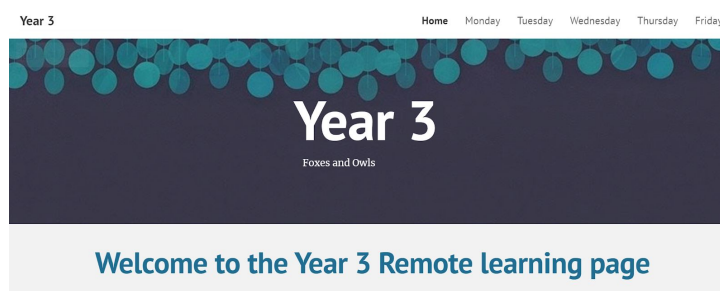 Year 3 Home Monday Tuesday Wednesday Thursday Friday
Year 3
Foxes and Owls
Welcome to the Year 3 Remote learning page